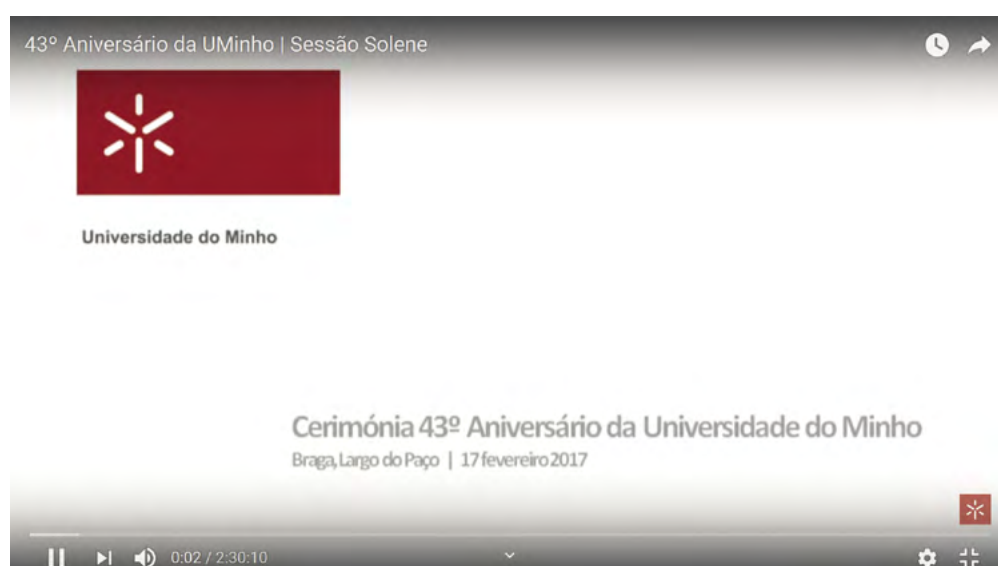 43º Aniversário da UMinho | Sessão Solene
Universidade do Minho
Cerimónia 43º Aniversário da Universidade do Minho
Braga, Largo do Paço | 17 fevereiro 2017
0:02 / 2:30:10